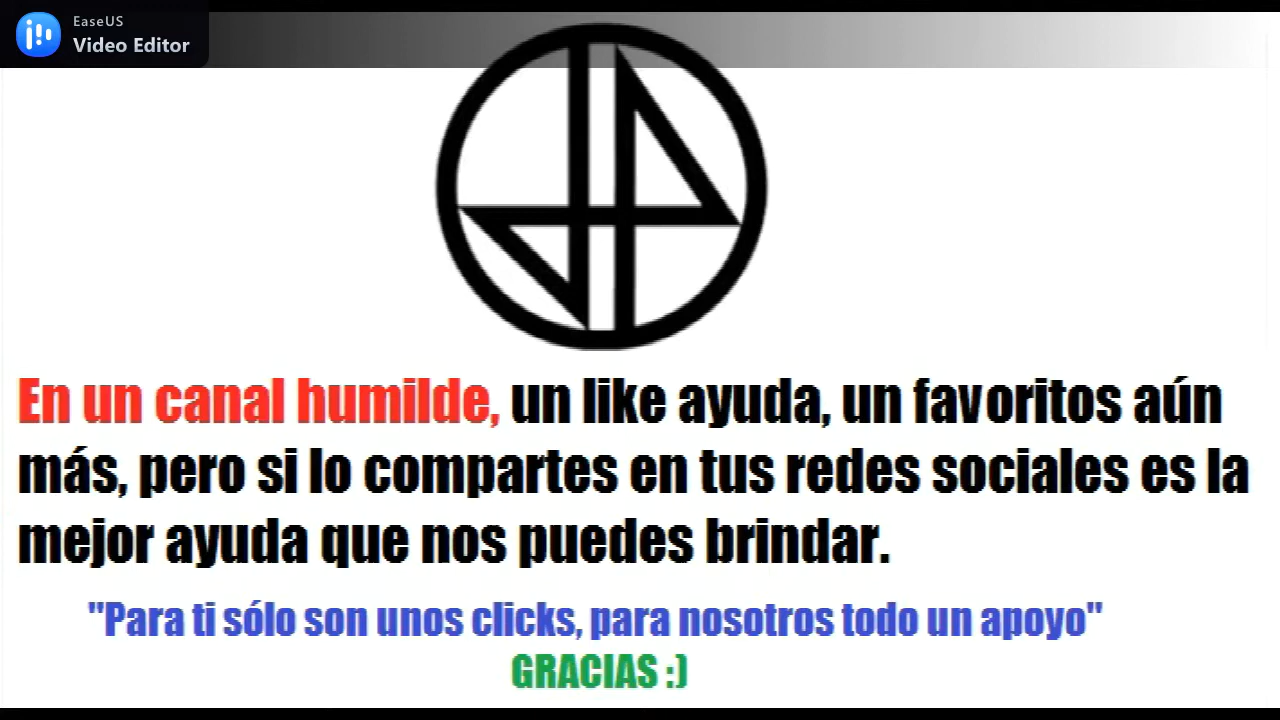 EaseUS
Video Editor
En un canal humilde, un like ayuda, un favoritos aún
más, pero si lo compartes en tus redes sociales es la
mejor ayuda que nos puedes brindar.
"Para ti sólo son unos clicks, para nosotros todo un apoyo"
GRACIAS :)